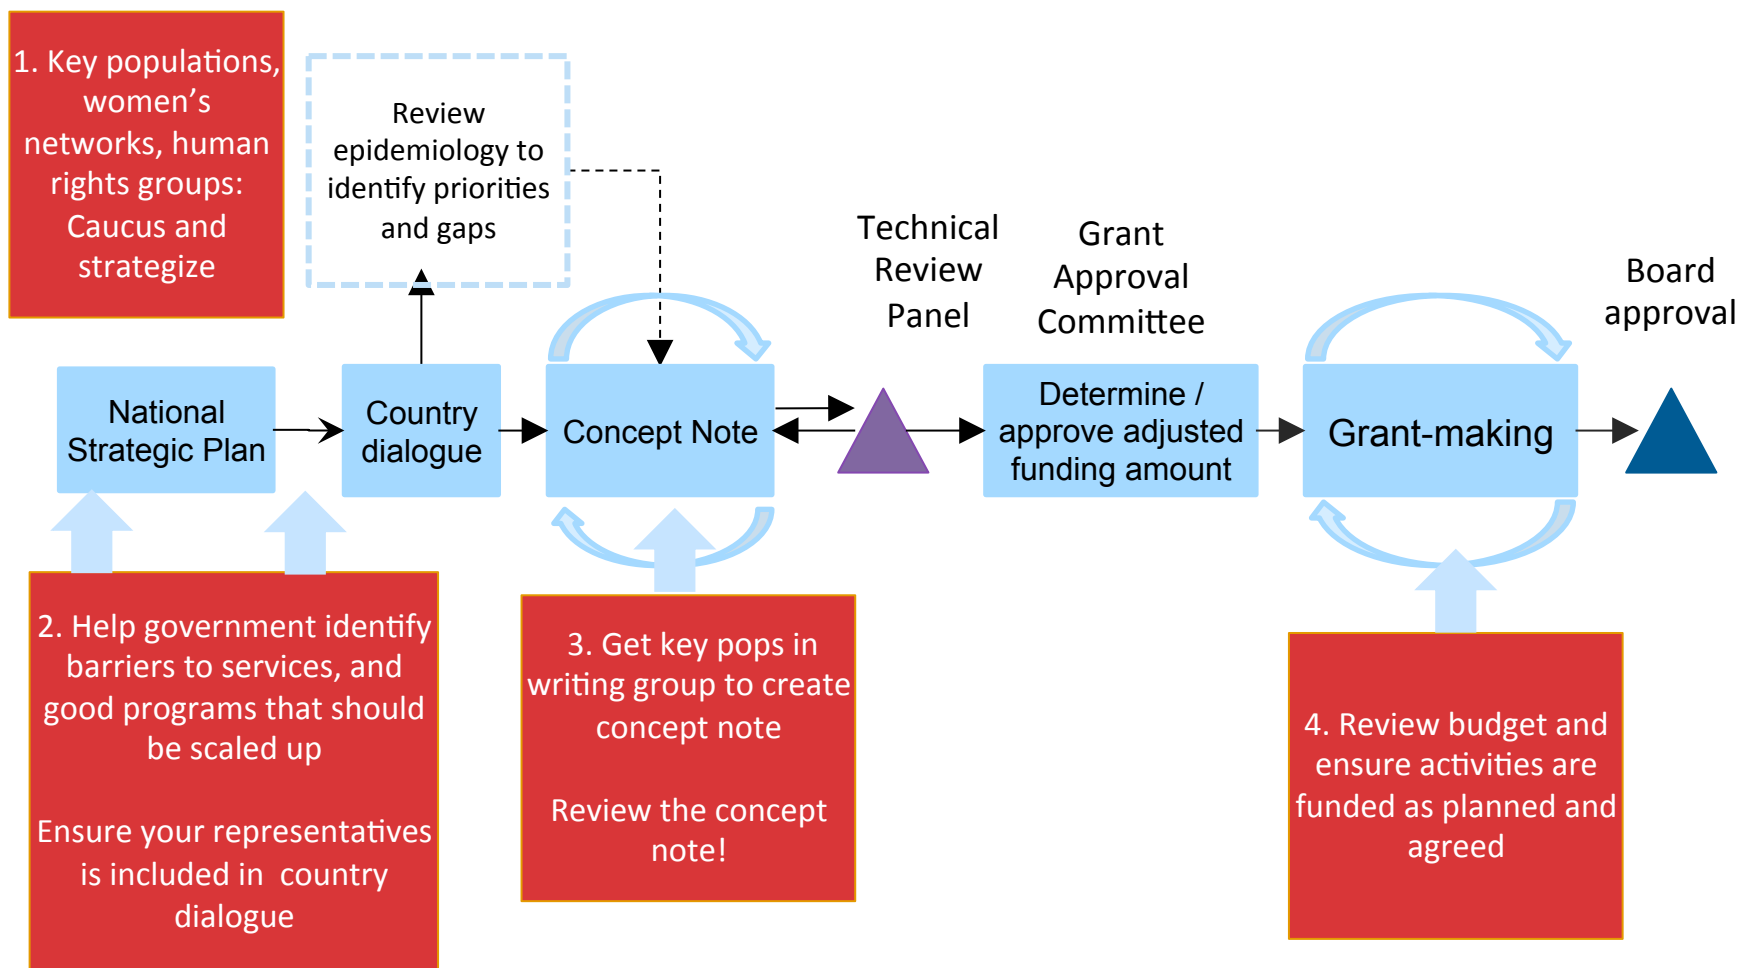 1. Key populations,
women’s
networks, human
rights groups:
Caucus and
strategize
Review
epidemiology to
identify priorities
and gaps
Technical
Review
Panel
Grant
Approval
Committee
Board
approval
National
Strategic Plan
Country
dialogue
Concept Note
Determine /
approve adjusted
funding amount
Grant-making
2. Help government identify
barriers to services, and
good programs that should
be scaled up
Ensure your representatives
is included in country
dialogue
3. Get key pops in
writing group to create
concept note
Review the concept
note!
4. Review budget and
ensure activities are
funded as planned and
agreed